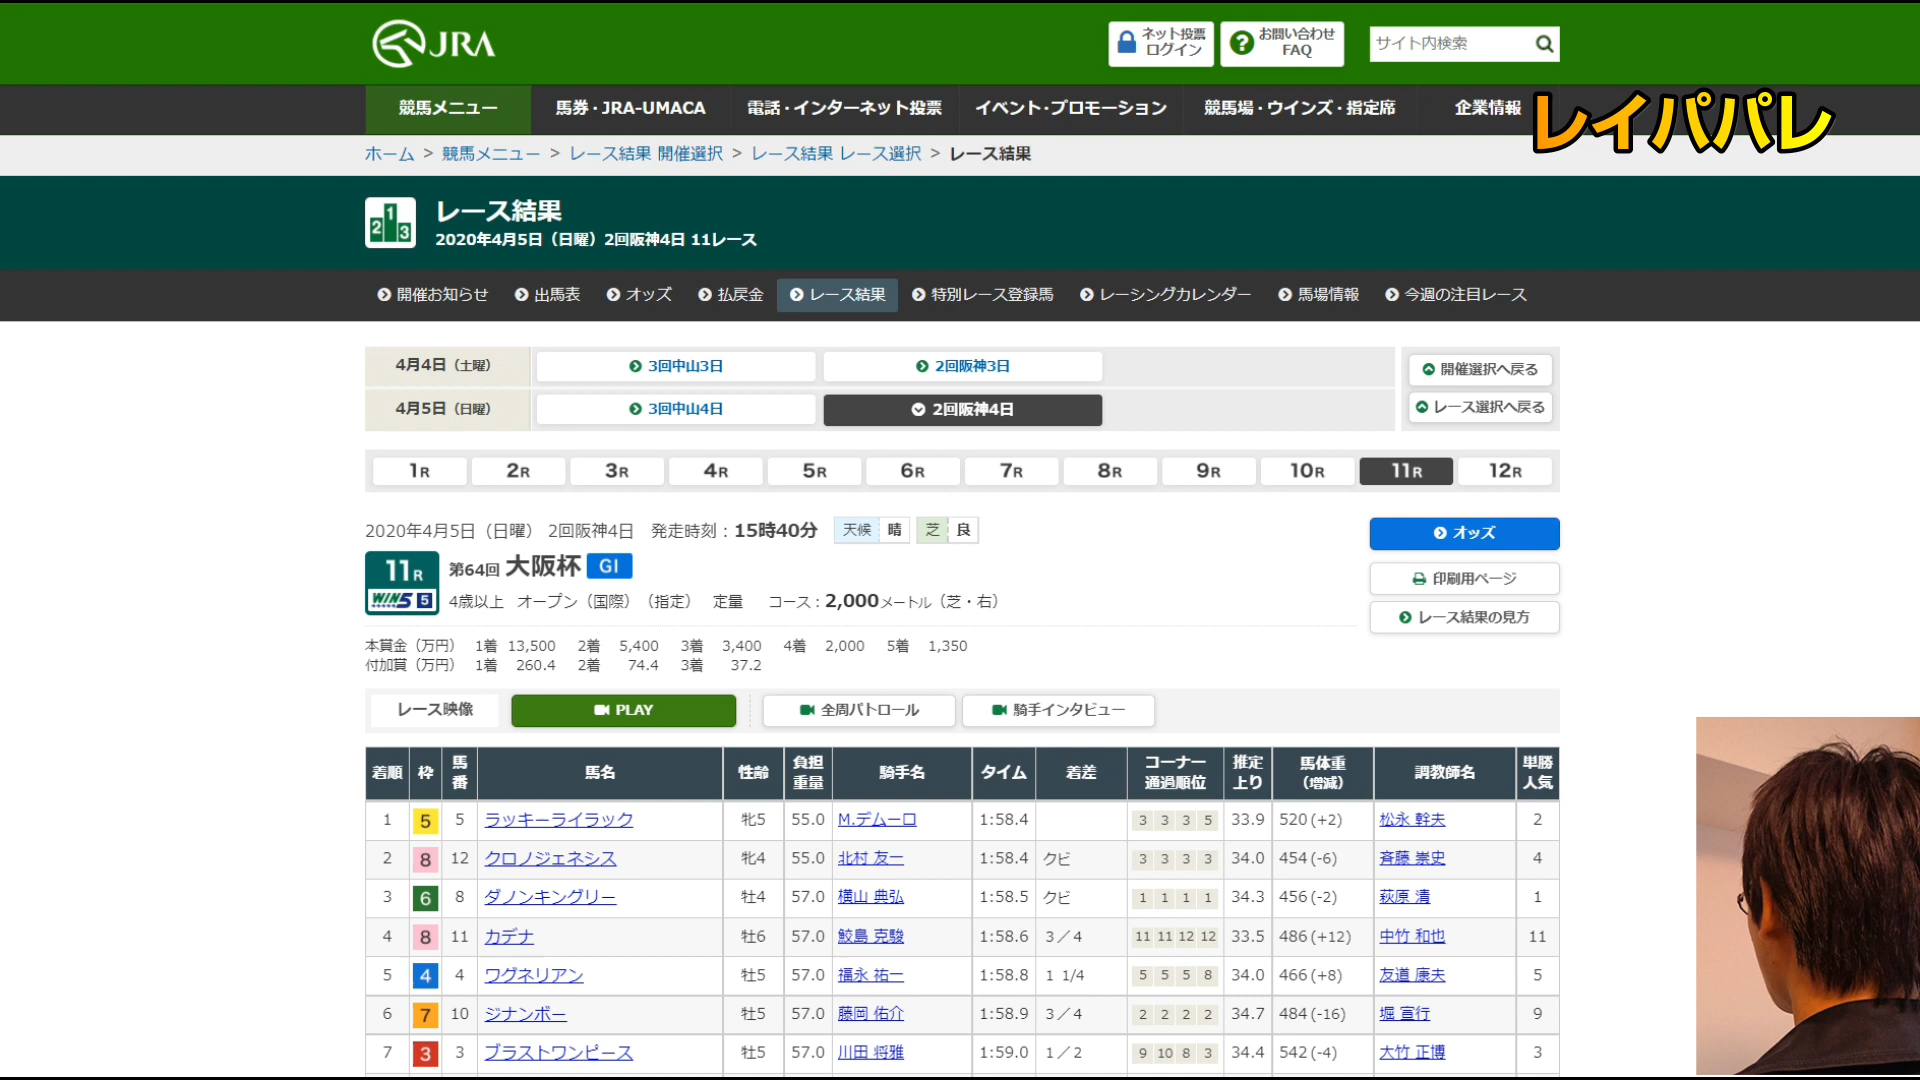 JRA
ネット投票
ログイン
お問い合わせ
FAQ
サイト内検索
競馬メニュー 馬券・JRA-UMACA 電話・インターネット投票 イベント・プロモーション 競馬場・ウインズ・指定席 企業情報
レイパパレ
ホーム > 競馬メニュー > レース結果 開催選択 > レース結果 レース選択 > レース結果
レース結果
2020年4月5日（日曜）2回阪神4日 11レース
開催お知らせ 出馬表 オッズ 払戻金 レース結果 特別レース登録馬 レーシングカレンダー 馬場情報 今週の注目レース
4月4日（土曜） 3回中山3日 2回阪神3日 開催選択へ戻る
4月5日（日曜） 3回中山4日 2回阪神4日 レース選択へ戻る
1R 2R 3R 4R 5R 6R 7R 8R 9R 10R 11R 12R
2020年4月5日（日曜） 2回阪神4日 発走時刻：15時40分 天候 晴 芝 良
オッズ
11R WIN5 5
第64回 大阪杯 GI
印刷用ページ
4歳以上 オープン（国際）（指定） 定量 コース：2,000メートル（芝・右）
レース結果の見方
本賞金（万円） 1着 13,500 2着 5,400 3着 3,400 4着 2,000 5着 1,350
付加賞（万円） 1着 260.4 2着 74.4 3着 37.2
レース映像 PLAY 全周パトロール 騎手インタビュー
着順 枠 馬番 馬名 性齢 負担重量 騎手名 タイム 着差 コーナー通過順位 推定上り 馬体重（増減） 調教師名 単勝人気
1 5 5 ラッキーライラック 牝5 55.0 M.デムーロ 1:58.4 3 3 3 5 33.9 520(+2) 松永 幹夫 2
2 8 12 クロノジェネシス 牝4 55.0 北村 友一 1:58.4 クビ 3 3 3 3 34.0 454(-6) 斉藤 崇史 4
3 6 8 ダノンキングリー 牡4 57.0 横山 典弘 1:58.5 クビ 1 1 1 1 34.3 456(-2) 萩原 清 1
4 8 11 カデナ 牡6 57.0 鮫島 克駿 1:58.6 3／4 11 11 12 12 33.5 486(+12) 中竹 和也 11
5 4 4 ワグネリアン 牡5 57.0 福永 祐一 1:58.8 1 1/4 5 5 5 8 34.0 466(+8) 友道 康夫 5
6 7 10 ジナンボー 牡5 57.0 藤岡 佑介 1:58.9 3／4 2 2 2 2 34.7 484(-16) 堀 宣行 9
7 3 3 ブラストワンピース 牡5 57.0 川田 将雅 1:59.0 1／2 9 10 8 3 34.4 542(-4) 大竹 正博 3